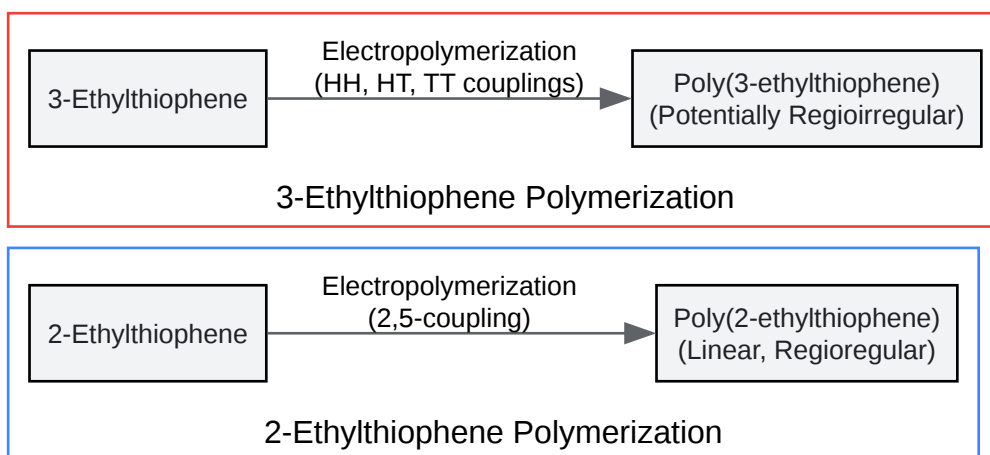 Electropolymerization
(HH, HT, TT couplings)
3-Ethylthiophene
Poly(3-ethylthiophene)
(Potentially Regioirregular)
3-Ethylthiophene Polymerization
Electropolymerization
(2,5-coupling)
2-Ethylthiophene
Poly(2-ethylthiophene)
(Linear, Regioregular)
2-Ethylthiophene Polymerization